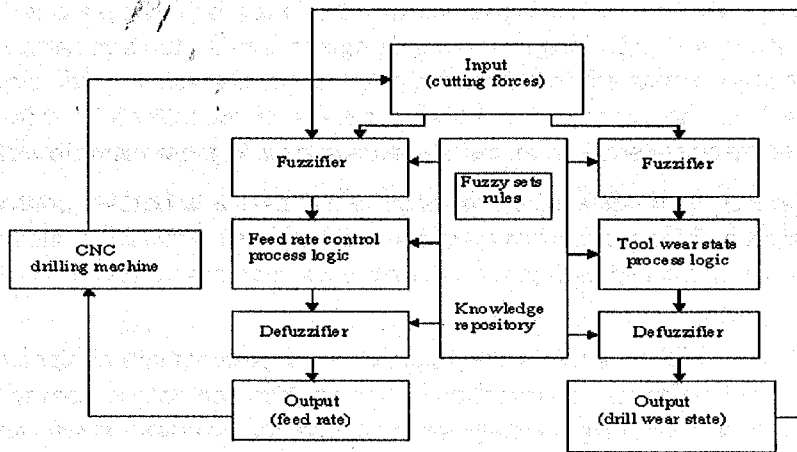 Input
(cutting forces)
Fuzzifier
Fuzzifier
Fuzzy sets
rules
CNC
drilling machine
Feed rate control
process logic
Tool wear state
process logic
Knowledge
repository
Defuzzifier
Defuzzifier
Output
(feed rate)
Output
(drill wear state)